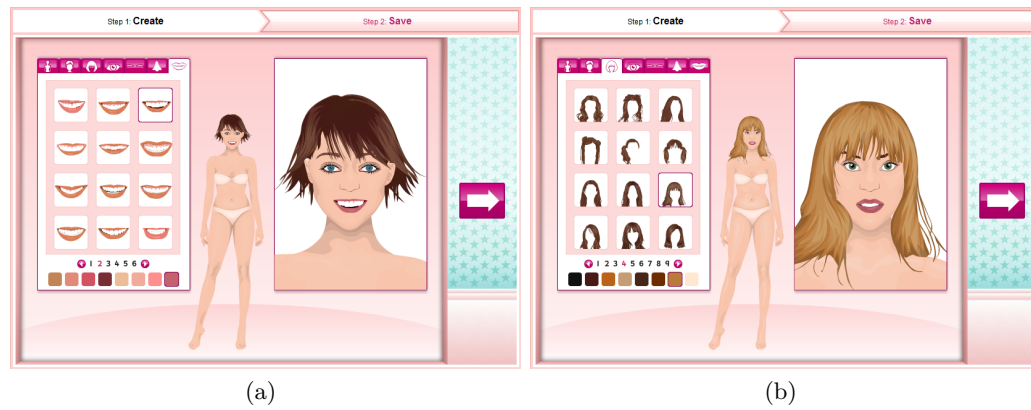 Step 1: Create
Step 2: Save
1 2 3 4 5 6
(a)
Step 1: Create
Step 2: Save
1 2 3 4 5 6 7 8 9
(b)